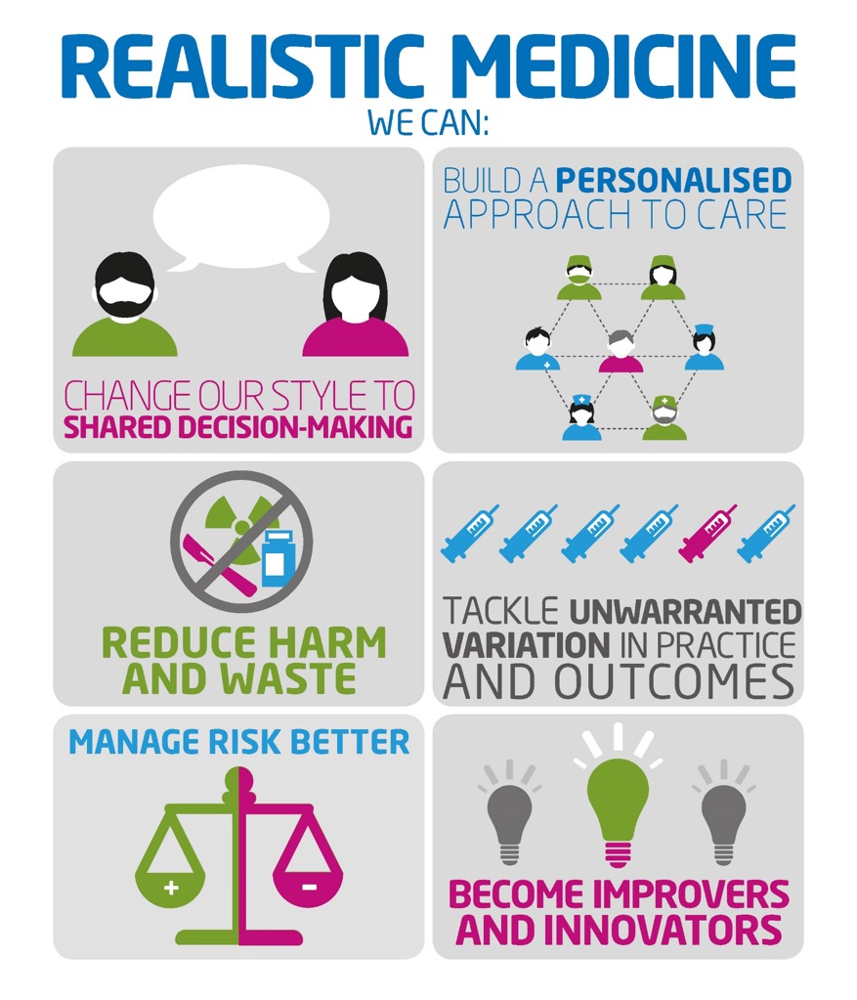 REALISTIC MEDICINE
WE CAN:
CHANGE OUR STYLE TO
SHARED DECISION-MAKING
BUILD A PERSONALISED
APPROACH TO CARE
REDUCE HARM
AND WASTE
TACKLE UNWARRANTED
VARIATION IN PRACTICE
AND OUTCOMES
MANAGE RISK BETTER
+
-
BECOME IMPROVERS
AND INNOVATORS